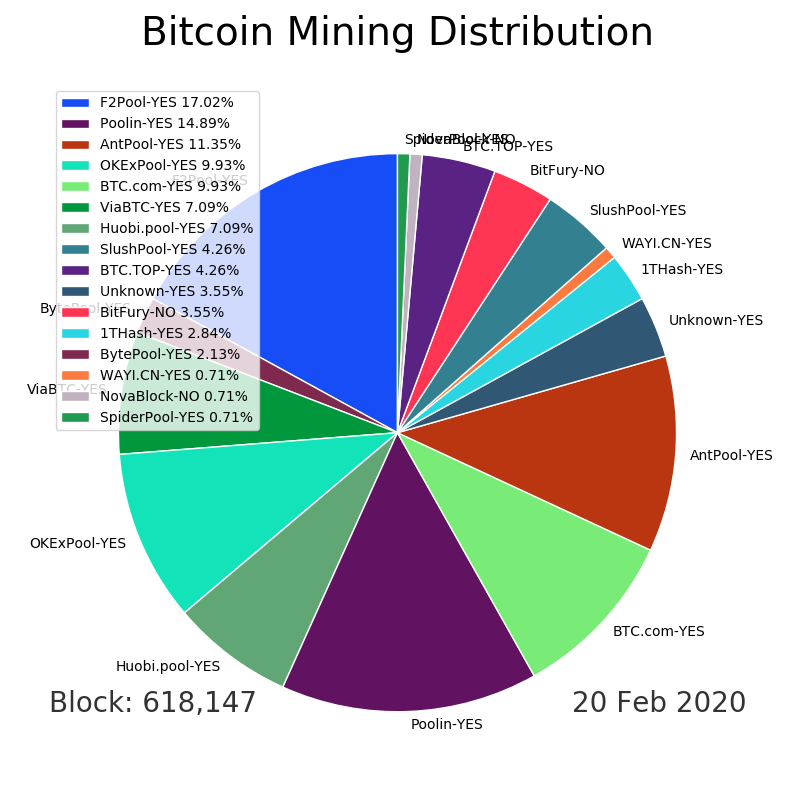 Bitcoin Mining Distribution
F2Pool-YES 17.02%
Poolin-YES 14.89%
AntPool-YES 11.35%
OKExPool-YES 9.93%
BTC.com-YES 9.93%
ViaBTC-YES 7.09%
Huobi.pool-YES 7.09%
SlushPool-YES 4.26%
BTC.TOP-YES 4.26%
Unknown-YES 3.55%
BitFury-NO 3.55%
1THash-YES 2.84%
BytePool-YES 2.13%
WAYI.CN-YES 0.71%
NovaBlock-NO 0.71%
SpiderPool-YES 0.71%
SpiderPool-YES
NovaBlock-NO
BTC.TOP-YES
BitFury-NO
SlushPool-YES
WAYI.CN-YES
1THash-YES
Unknown-YES
AntPool-YES
BTC.com-YES
Poolin-YES
Huobi.pool-YES
OKExPool-YES
ViaBTC-YES
BytePool-YES
F2Pool-YES
Block: 618,147
20 Feb 2020